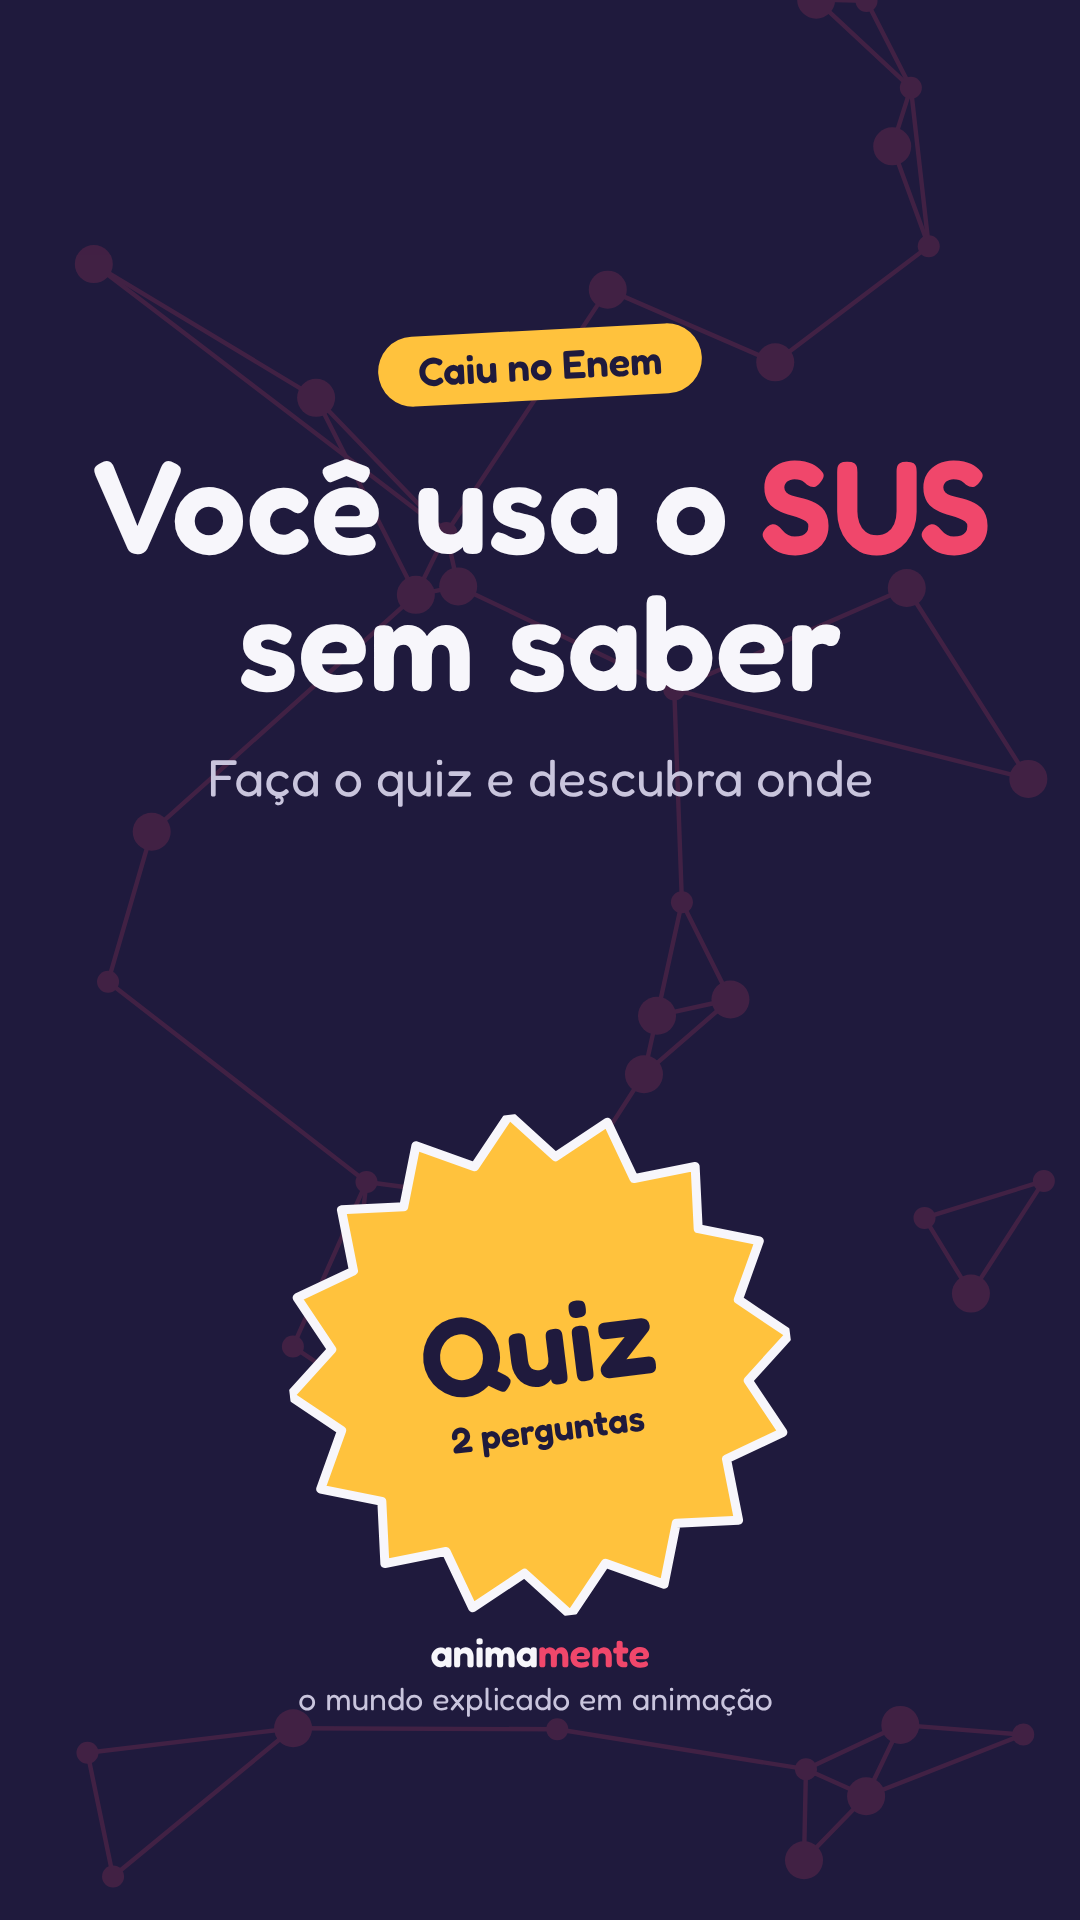 Caiu no Enem
Você usa o SUS
sem saber
Faça o quiz e descubra onde
Quiz
2 perguntas
animamente
o mundo explicado em animação